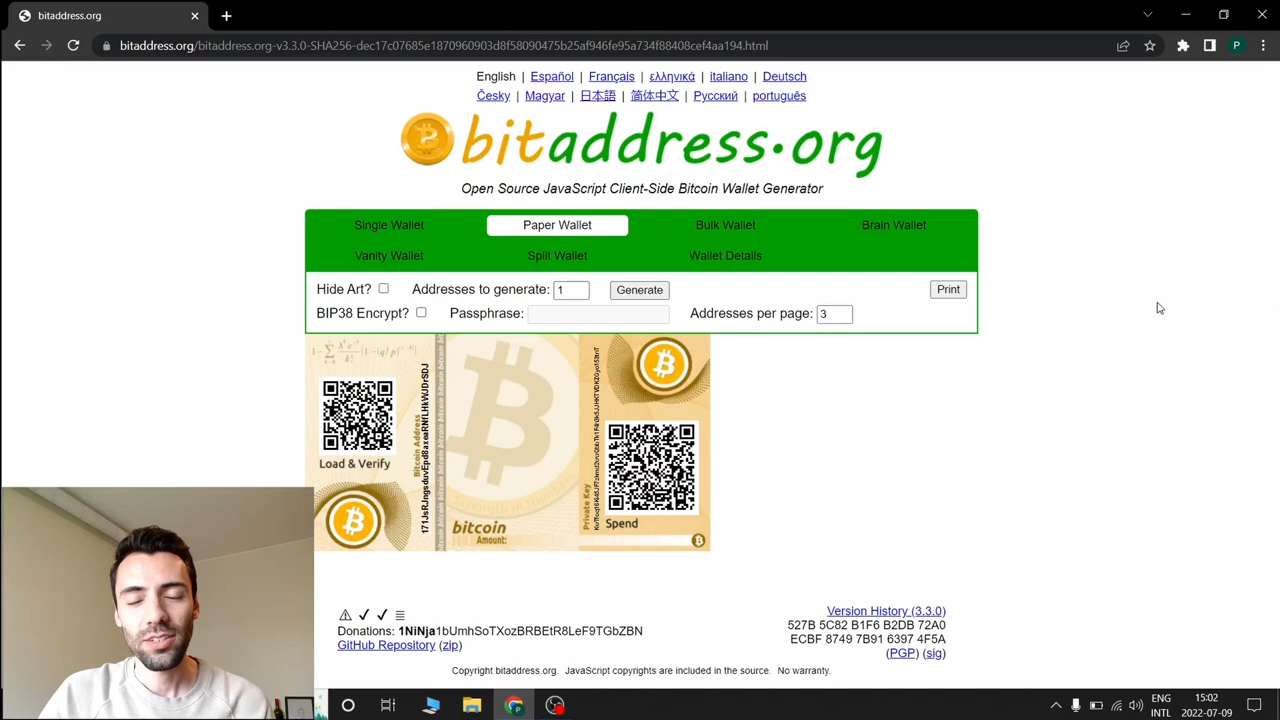 bitaddress.org
bitaddress.org/bitaddress.org-v3.3.0-SHA256-dec17c07685e1870960903d8f58090475b25af946fe95a734f88408cef4aa194.html
P
English | Español | Français | ελληνικά | italiano | Deutsch
Česky | Magyar | 日本語 | 简体中文 | Русский | português
bitaddress.org
Open Source JavaScript Client-Side Bitcoin Wallet Generator
Single Wallet Paper Wallet Bulk Wallet Brain Wallet
Vanity Wallet Split Wallet Wallet Details
Hide Art? Addresses to generate: 1 Generate Print
BIP38 Encrypt? Passphrase: Addresses per page: 3
Load & Verify
Bitcoin Address
bitcoin
Amount:
Private Key
Spend
Donations: 1NiNja1bUmhSoTXozBRBEtR8LeF9TGbZBN
GitHub Repository (zip)
Version History (3.3.0)
527B 5C82 B1F6 B2DB 72A0
ECBF 8749 7B91 6397 4F5A
(PGP) (sig)
Copyright bitaddress.org. JavaScript copyrights are included in the source. No warranty.
ENG
INTL
15:02
2022-07-09